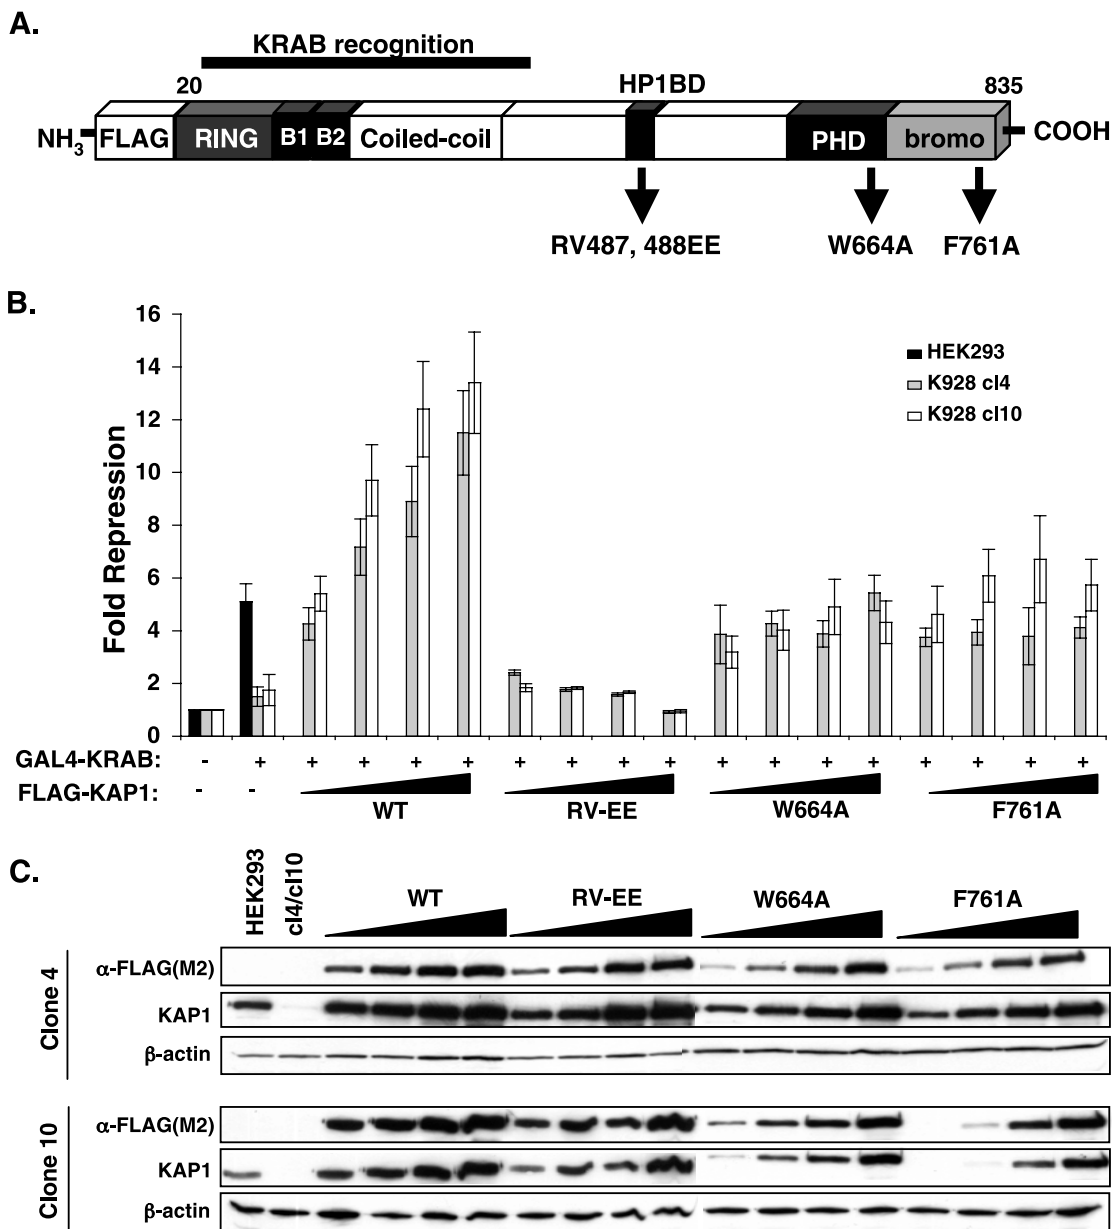 A.
KRAB recognition
20 HP1BD 835
NH3 FLAG RING B1 B2 Coiled-coil PHD bromo COOH
RV487, 488EE W664A F761A
B.
Fold Repression
16
14
12
10
8
6
4
2
0
HEK293
K928 cl4
K928 cl10
GAL4-KRAB: - + + + + + + + + + + + + + + + + +
FLAG-KAP1: - -
WT RV-EE W664A F761A
C.
HEK293 cl4/cl10 WT RV-EE W664A F761A
Clone 4
α-FLAG(M2)
KAP1
β-actin
Clone 10
α-FLAG(M2)
KAP1
β-actin